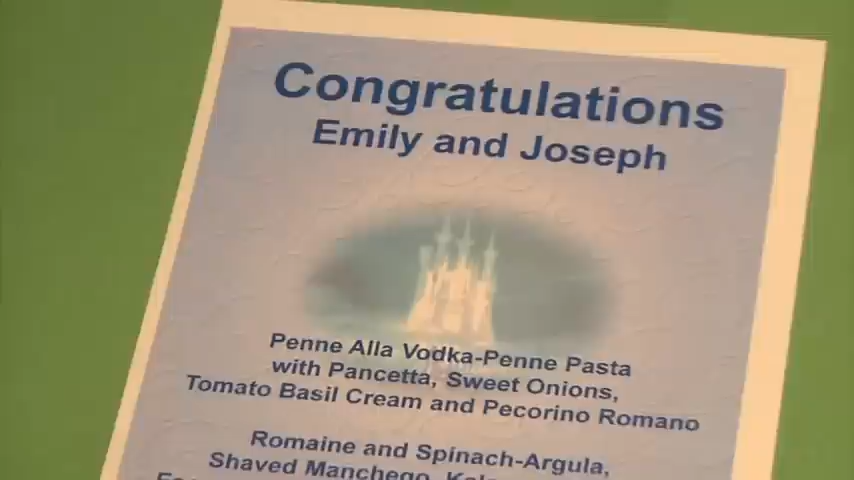 Congratulations
Emily and Joseph
Penne Alla Vodka-Penne Pasta
with Pancetta, Sweet Onions,
Tomato Basil Cream and Pecorino Romano
Romaine and Spinach-Argula,
Shaved Manchego,